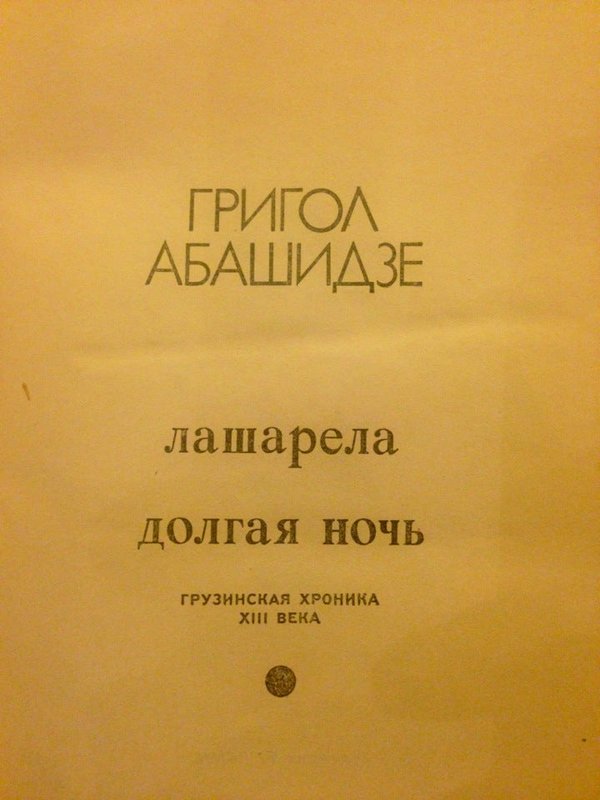 ГРИГОЛ
АБАШИДЗЕ
лашарела
долгая ночь
ГРУЗИНСКАЯ ХРОНИКА
XIII ВЕКА